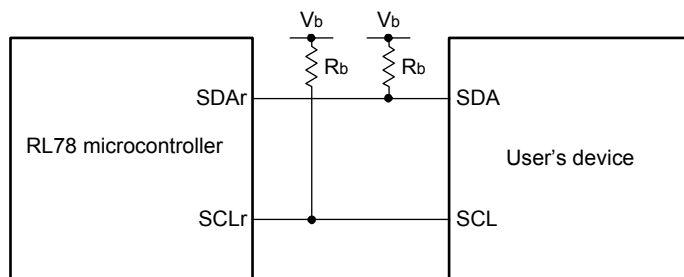 Vb Vb
Rb Rb
SDAr SDA
RL78 microcontroller User's device
SCLr SCL